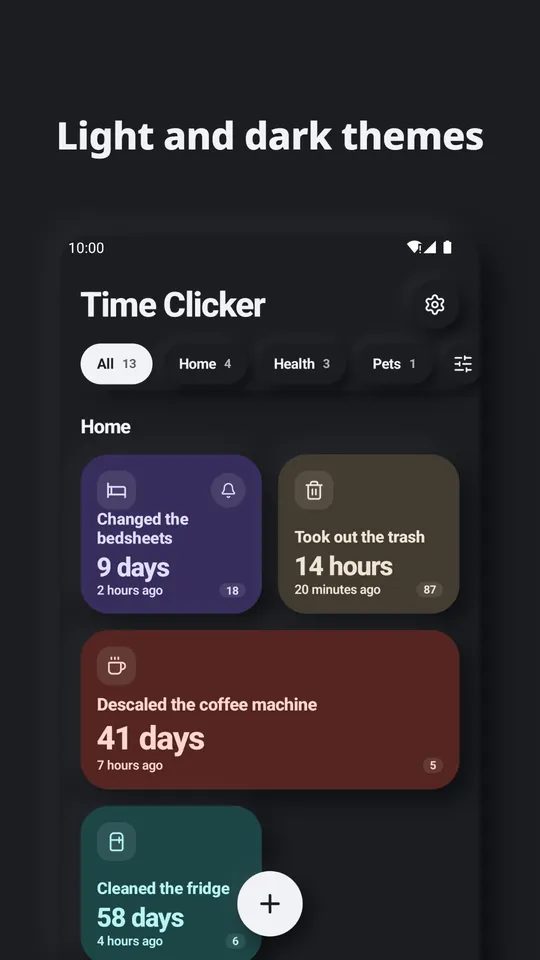 Light and dark themes
10:00
Time Clicker
All 13 Home 4 Health 3 Pets 1
Home
Changed the
bedsheets
9 days
2 hours ago 18
Took out the trash
14 hours
20 minutes ago 87
Descaled the coffee machine
41 days
7 hours ago 5
Cleaned the fridge
58 days
4 hours ago 6